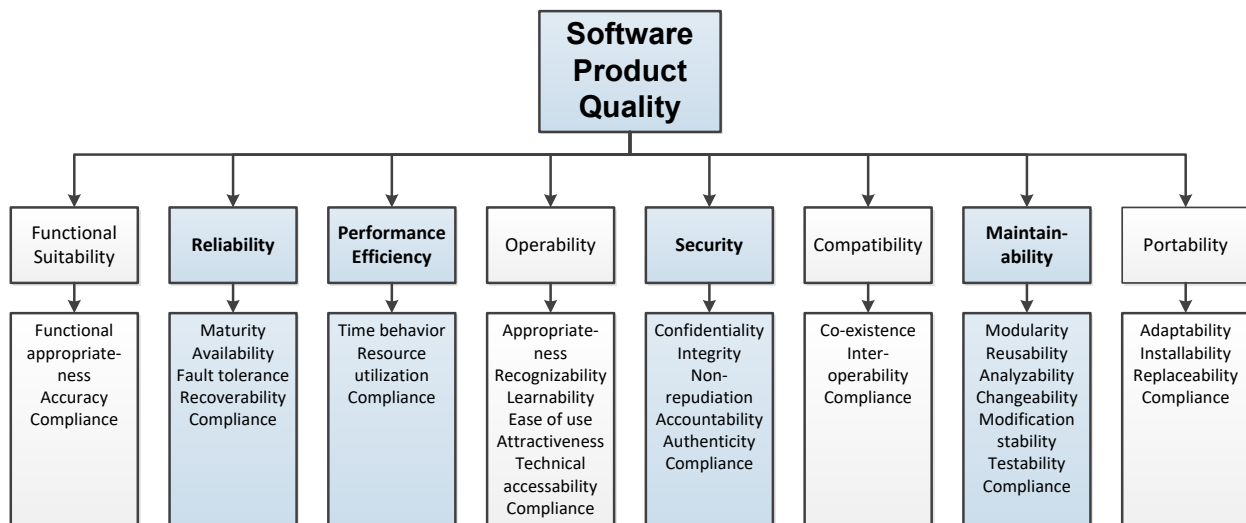 Software
Product
Quality
Functional
Suitability
Reliability
Performance
Efficiency
Operability
Security
Compatibility
Maintain-
ability
Portability
Functional
appropriate-
ness
Accuracy
Compliance
Maturity
Availability
Fault tolerance
Recoverability
Compliance
Time behavior
Resource
utilization
Compliance
Appropriate-
ness
Recognizability
Learnability
Ease of use
Attractiveness
Technical
accessability
Compliance
Confidentiality
Integrity
Non-
repudiation
Accountability
Authenticity
Compliance
Co-existence
Inter-
operability
Compliance
Modularity
Reusability
Analyzability
Changeability
Modification
stability
Testability
Compliance
Adaptability
Installability
Replaceability
Compliance